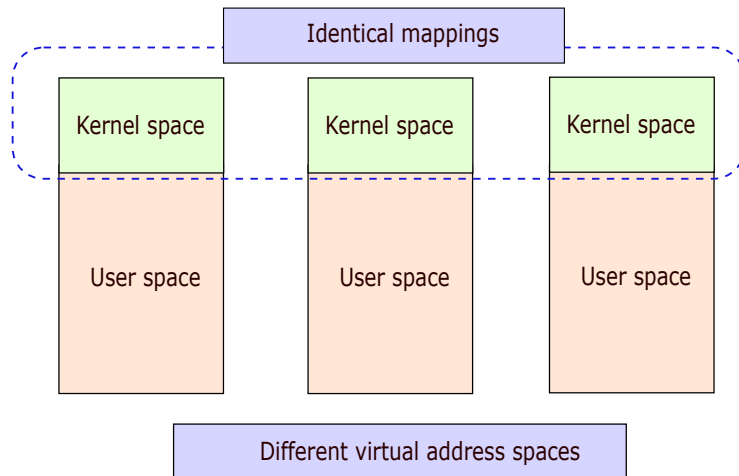 Identical mappings
Kernel space
Kernel space
Kernel space
User space
User space
User space
Different virtual address spaces